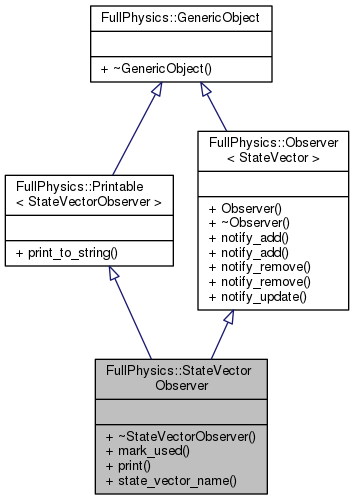 FullPhysics::GenericObject
+ ~GenericObject()
FullPhysics::Observer
< StateVector >
+ Observer()
+ ~Observer()
+ notify_add()
+ notify_add()
+ notify_remove()
+ notify_remove()
+ notify_update()
FullPhysics::Printable
< StateVectorObserver >
+ print_to_string()
FullPhysics::StateVector
Observer
+ ~StateVectorObserver()
+ mark_used()
+ print()
+ state_vector_name()